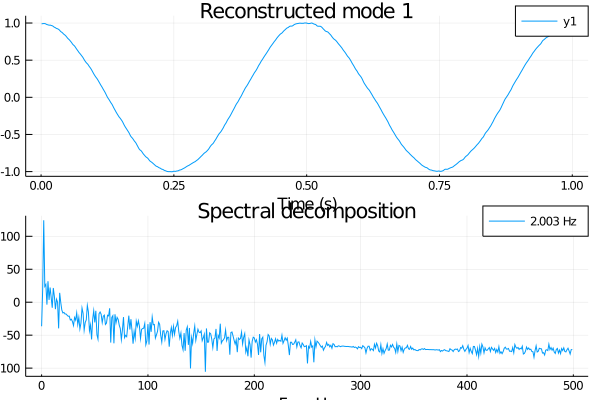 Reconstructed mode 1
y1
1.0
0.5
0.0
-0.5
-1.0
0.00 0.25 0.50 0.75 1.00
Time (s)
Spectral decomposition
2.003 Hz
100
50
0
-50
100
0 100 200 300 400 500